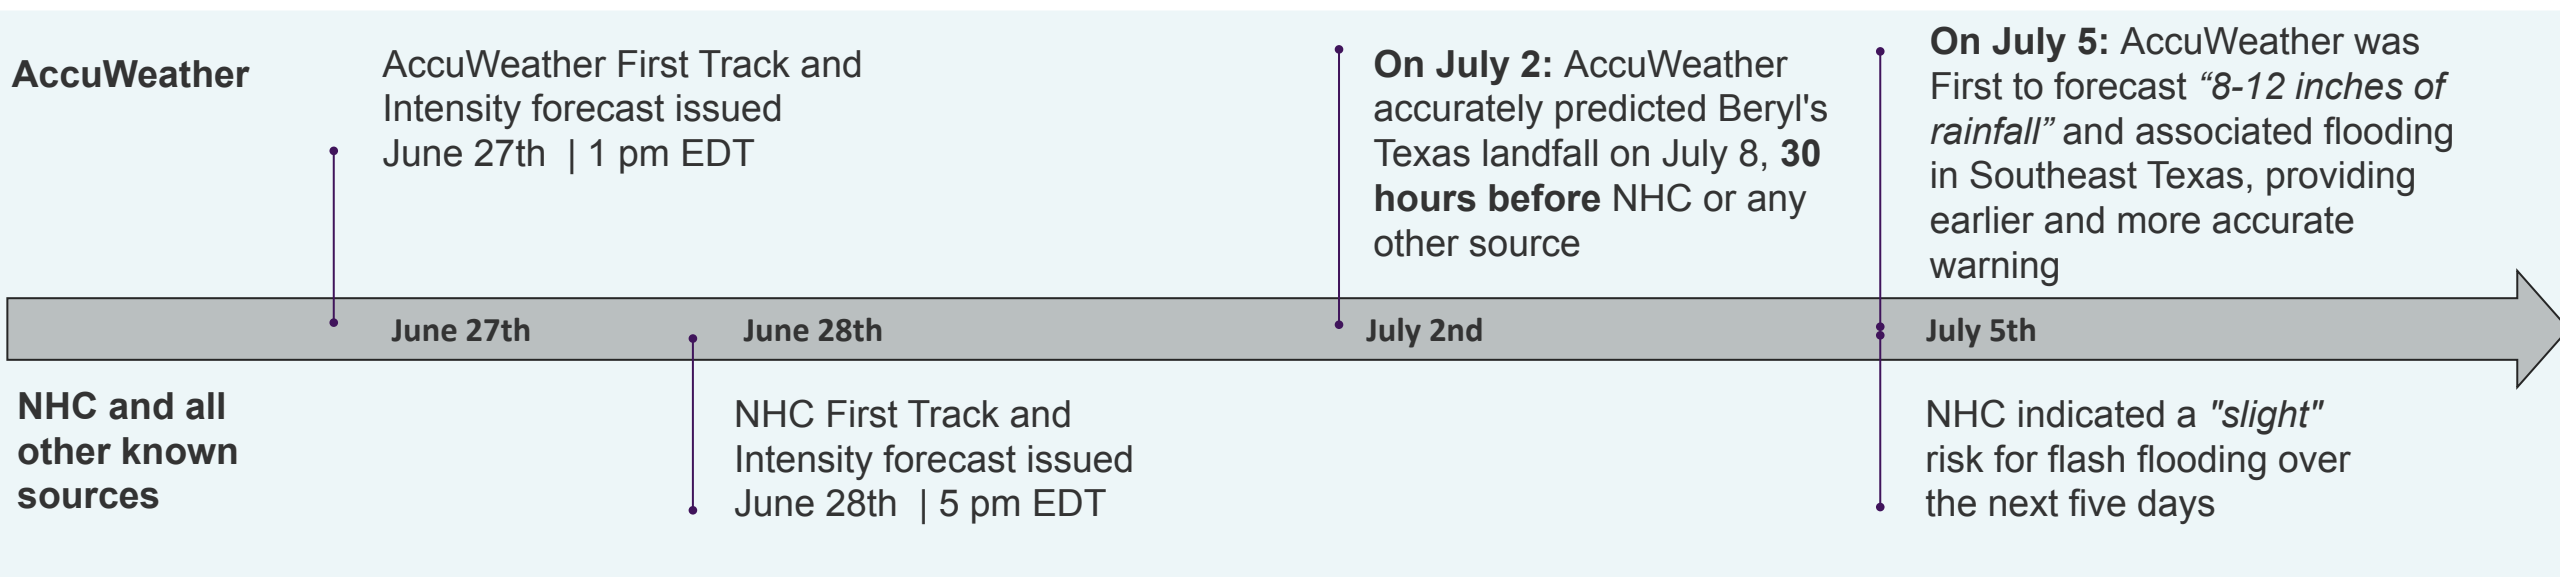 AccuWeather
AccuWeather First Track and
Intensity forecast issued
June 27th | 1 pm EDT
On July 2: AccuWeather
accurately predicted Beryl's
Texas landfall on July 8, 30
hours before NHC or any
other source
On July 5: AccuWeather was
First to forecast “8-12 inches of
rainfall” and associated flooding
in Southeast Texas, providing
earlier and more accurate
warning
June 27th
June 28th
July 2nd
July 5th
NHC and all
other known
sources
NHC First Track and
Intensity forecast issued
June 28th | 5 pm EDT
NHC indicated a "slight"
risk for flash flooding over
the next five days